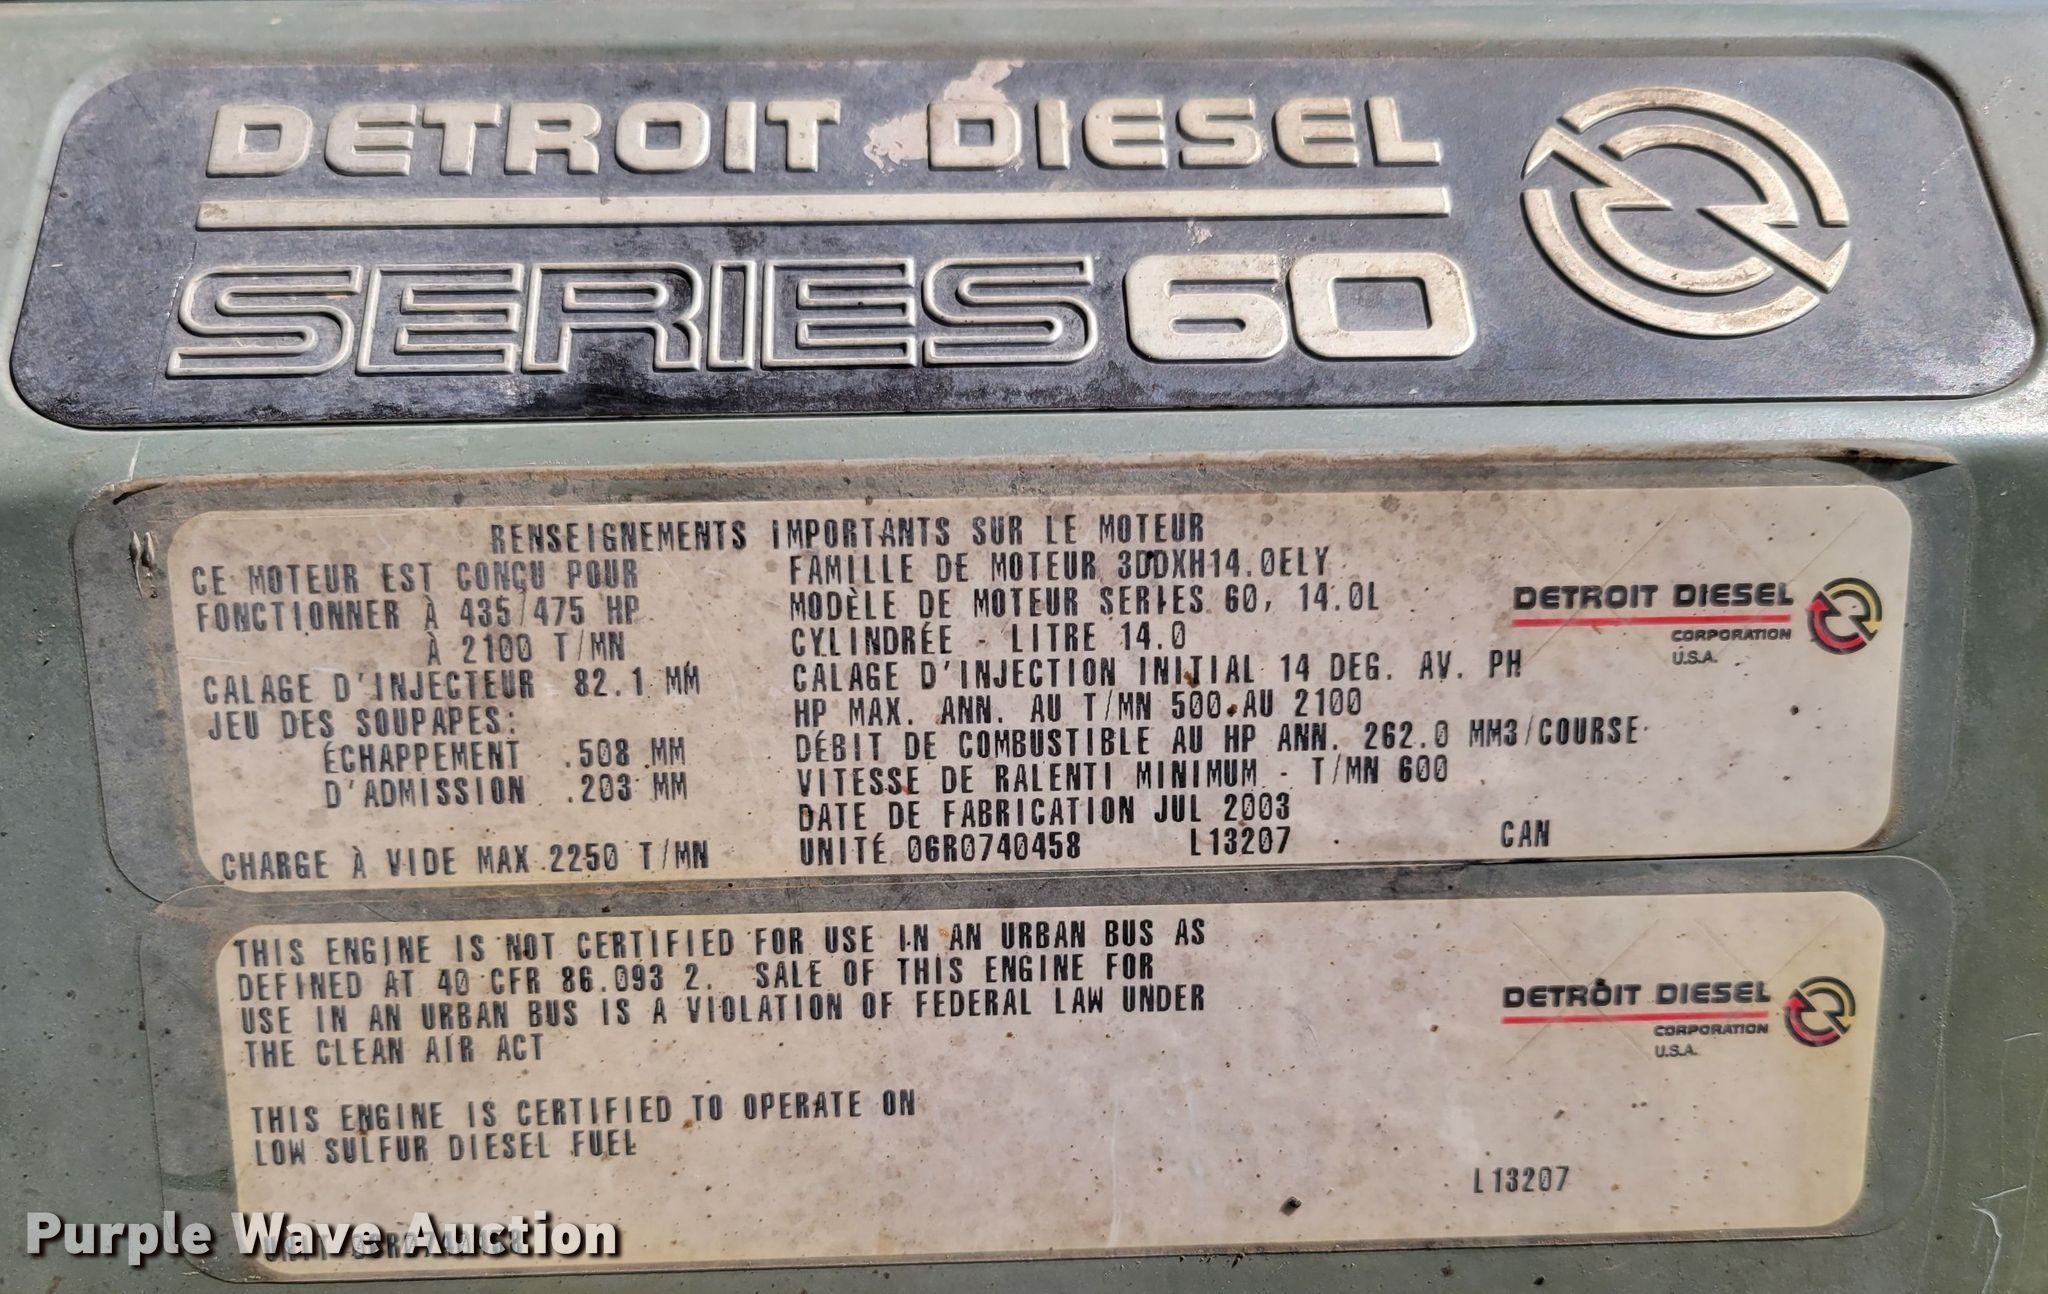 DETROIT DIESEL
SERIES 60
RENSEIGNEMENTS IMPORTANTS SUR LE MOTEUR
CE MOTEUR EST CONÇU POUR
FONCTIONNER À 435/475 HP
À 2100 T/MN
CALAGE D'INJECTEUR 82.1 MM
JEU DES SOUPAPES:
ÉCHAPPEMENT .508 MM
D'ADMISSION .203 MM
CHARGE À VIDE MAX 2250 T/MN
FAMILLE DE MOTEUR 3DDXH14.0ELY
MODÈLE DE MOTEUR SERIES 60, 14.0L
CYLINDRÉE - LITRE 14.0
CALAGE D'INJECTION INITIAL 14 DEG. AV. PH
HP MAX. ANN. AU T/MN 500 AU 2100
DÉBIT DE COMBUSTIBLE AU HP ANN. 262.0 MM3/COURSE
VITESSE DE RALENTI MINIMUM - T/MN 600
DATE DE FABRICATION JUL 2003
UNITÉ 06R0740458 L13207 CAN
DETROIT DIESEL
CORPORATION
U.S.A.
THIS ENGINE IS NOT CERTIFIED FOR USE IN AN URBAN BUS AS
DEFINED AT 40 CFR 86.093 2. SALE OF THIS ENGINE FOR
USE IN AN URBAN BUS IS A VIOLATION OF FEDERAL LAW UNDER
THE CLEAN AIR ACT
THIS ENGINE IS CERTIFIED TO OPERATE ON
LOW SULFUR DIESEL FUEL
DETROIT DIESEL
CORPORATION
U.S.A.
L13207
Purple Wave Auction